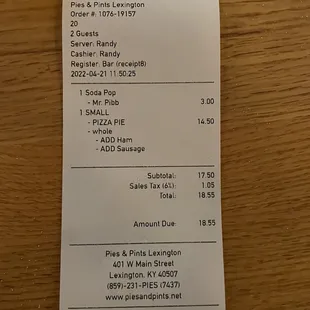 Pies & Pints Lexington
Order #: 1076-19157
20
2 Guests
Server: Randy
Cashier: Randy
Register: Bar (receipt8)
2022-04-21 11:50:25
1 Soda Pop
- Mr. Pibb 3.00
1 SMALL
- PIZZA PIE 14.50
- whole
- ADD Ham
- ADD Sausage
Subtotal: 17.50
Sales Tax (6%): 1.05
Total: 18.55
Amount Due: 18.55
Pies & Pints Lexington
401 W Main Street
Lexington, KY 40507
(859)-231-PIES (7437)
www.piesandpints.net